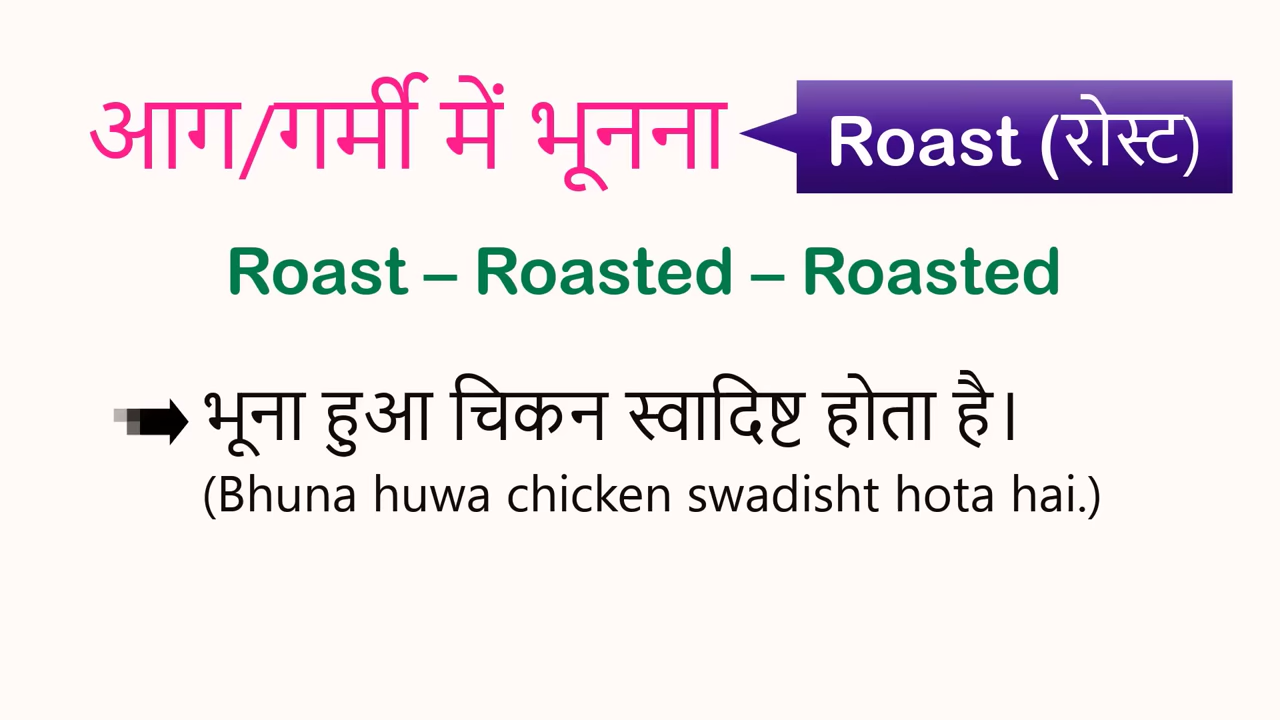 आग/गर्मी में भूनना Roast (रोस्ट)
Roast – Roasted – Roasted
भूना हुआ चिकन स्वादिष्ट होता है।
(Bhuna huwa chicken swadisht hota hai.)